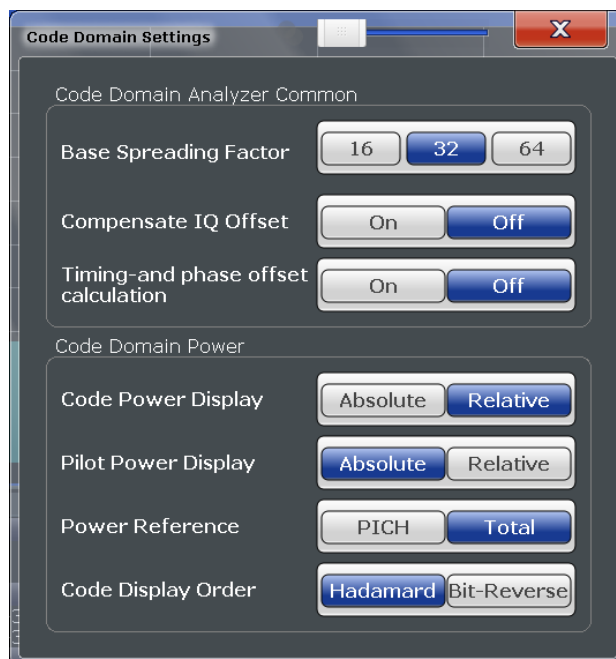 Code Domain Settings
X
Code Domain Analyzer Common
Base Spreading Factor 16 32 64
Compensate IQ Offset On Off
Timing-and phase offset
calculation On Off
Code Domain Power
Code Power Display Absolute Relative
Pilot Power Display Absolute Relative
Power Reference PICH Total
Code Display Order Hadamard Bit-Reverse